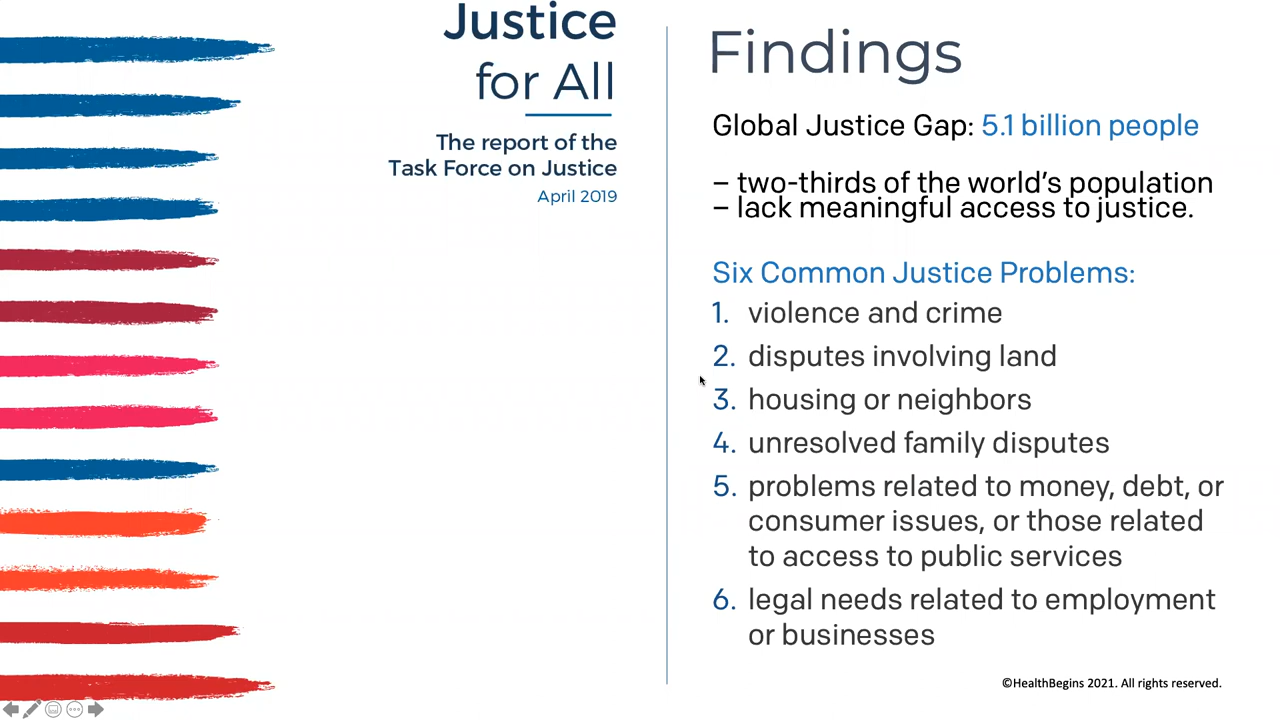 Justice
for All
The report of the
Task Force on Justice
April 2019
Findings
Global Justice Gap: 5.1 billion people
– two-thirds of the world’s population
– lack meaningful access to justice.
Six Common Justice Problems:
1. violence and crime
2. disputes involving land
3. housing or neighbors
4. unresolved family disputes
5. problems related to money, debt, or
consumer issues, or those related
to access to public services
6. legal needs related to employment
or businesses
©HealthBegins 2021. All rights reserved.